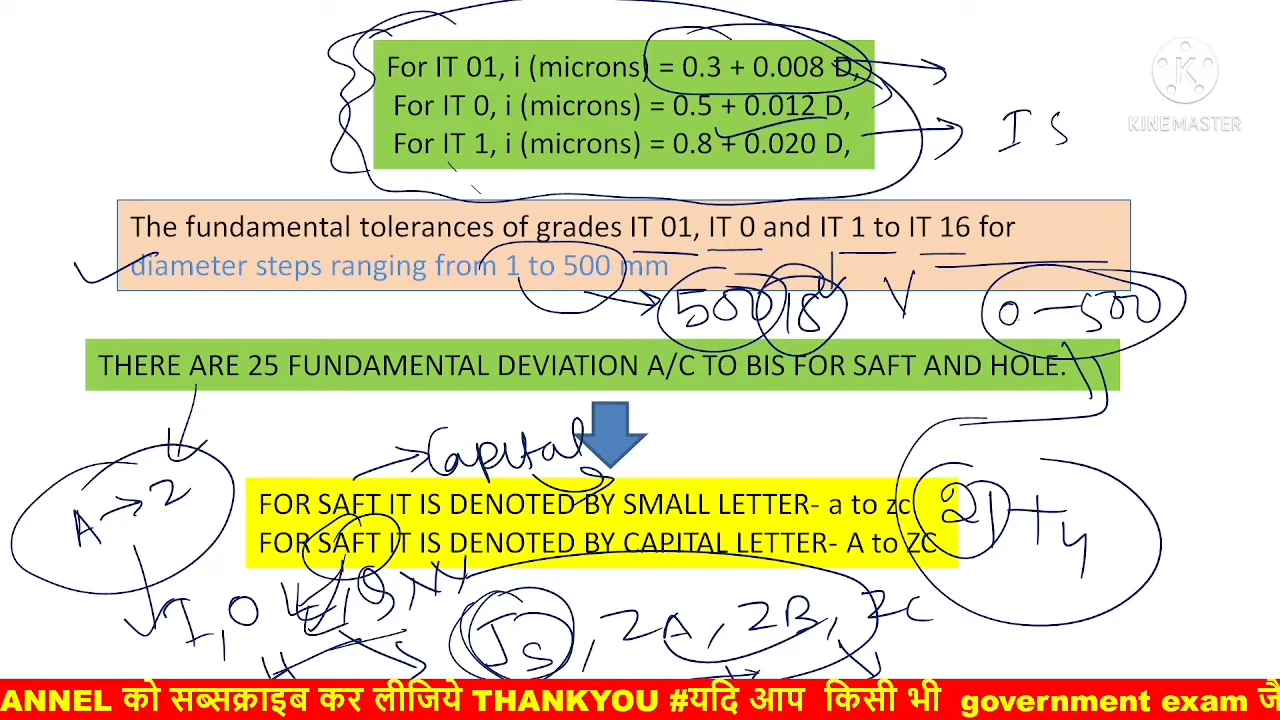 For IT 01, i (microns) = 0.3 + 0.008 D,
For IT 0, i (microns) = 0.5 + 0.012 D,
For IT 1, i (microns) = 0.8 + 0.020 D,
KINEMASTER
IS
The fundamental tolerances of grades IT 01, IT 0 and IT 1 to IT 16 for
diameter steps ranging from 1 to 500 mm
500 18
0-500
THERE ARE 25 FUNDAMENTAL DEVIATION A/C TO BIS FOR SAFT AND HOLE.
Capital
A → Z
FOR SAFT IT IS DENOTED BY SMALL LETTER- a to zc
FOR SAFT IT IS DENOTED BY CAPITAL LETTER- A to ZC
21+4
I, O
JS, ZA, ZB, ZC
ANNEL को सब्सक्राइब कर लीजिये THANKYOU #यदि आप किसी भी government exam जै